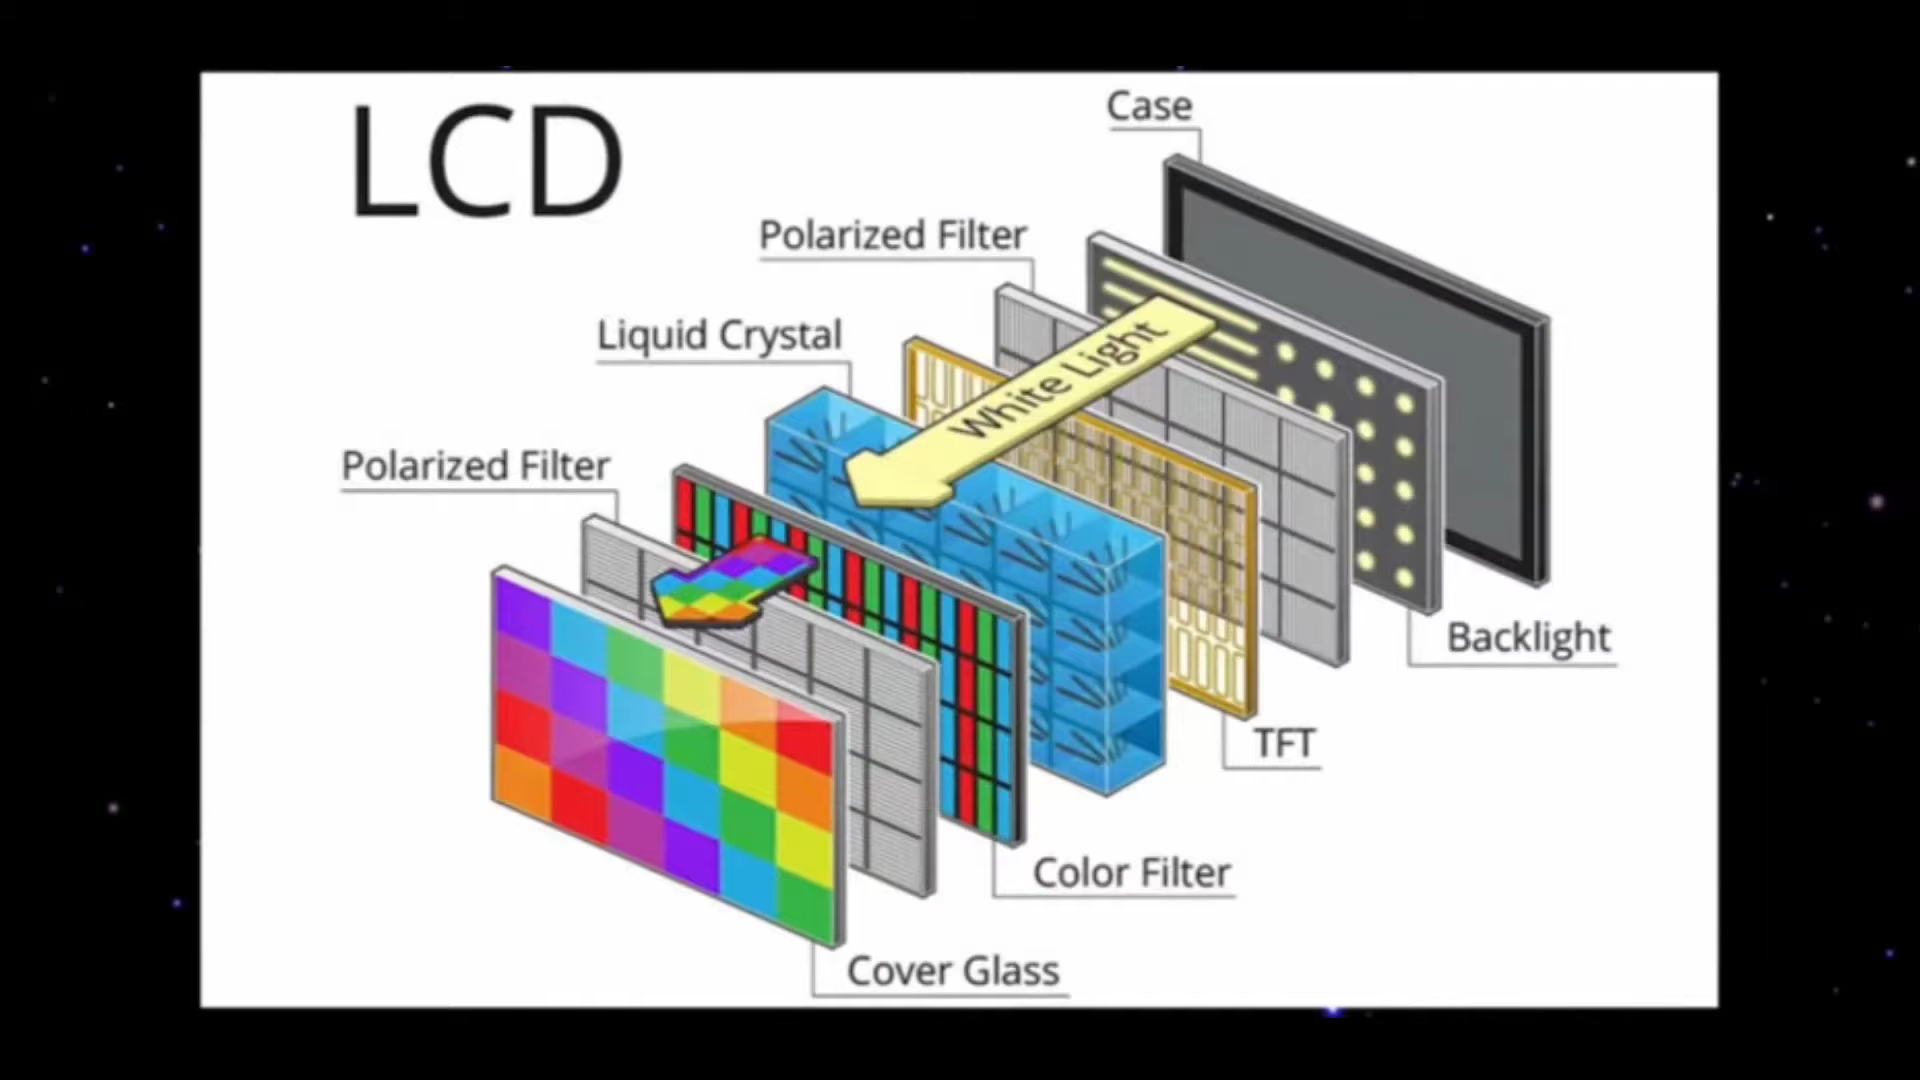 LCD
Case
Polarized Filter
Liquid Crystal
White Light
Polarized Filter
Backlight
TFT
Color Filter
Cover Glass